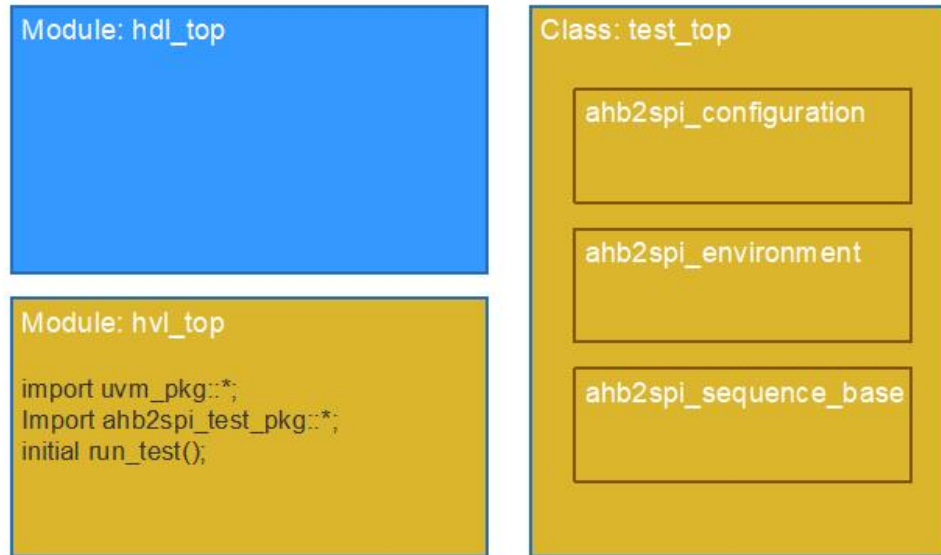 Module: hdl_top
Module: hvl_top
import uvm_pkg::*;
Import ahb2spi_test_pkg::*;
initial run_test();
Class: test_top
ahb2spi_configuration
ahb2spi_environment
ahb2spi_sequence_base